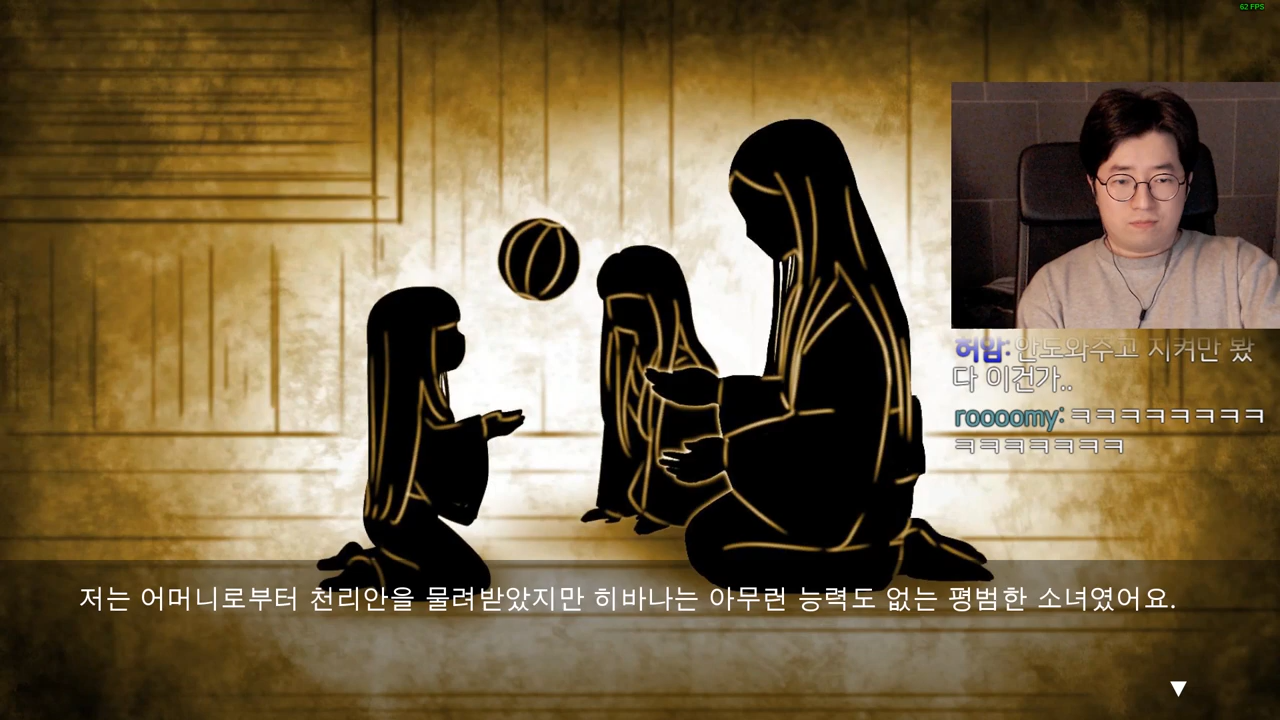 62 FPS
허암: 안도와주고 지켜만 봤
다 이건가..
roooomy: ㅋㅋㅋㅋㅋㅋㅋㅋ
ㅋㅋㅋㅋㅋㅋㅋ
저는 어머니로부터 천리안을 물려받았지만 히바나는 아무런 능력도 없는 평범한 소녀였어요.